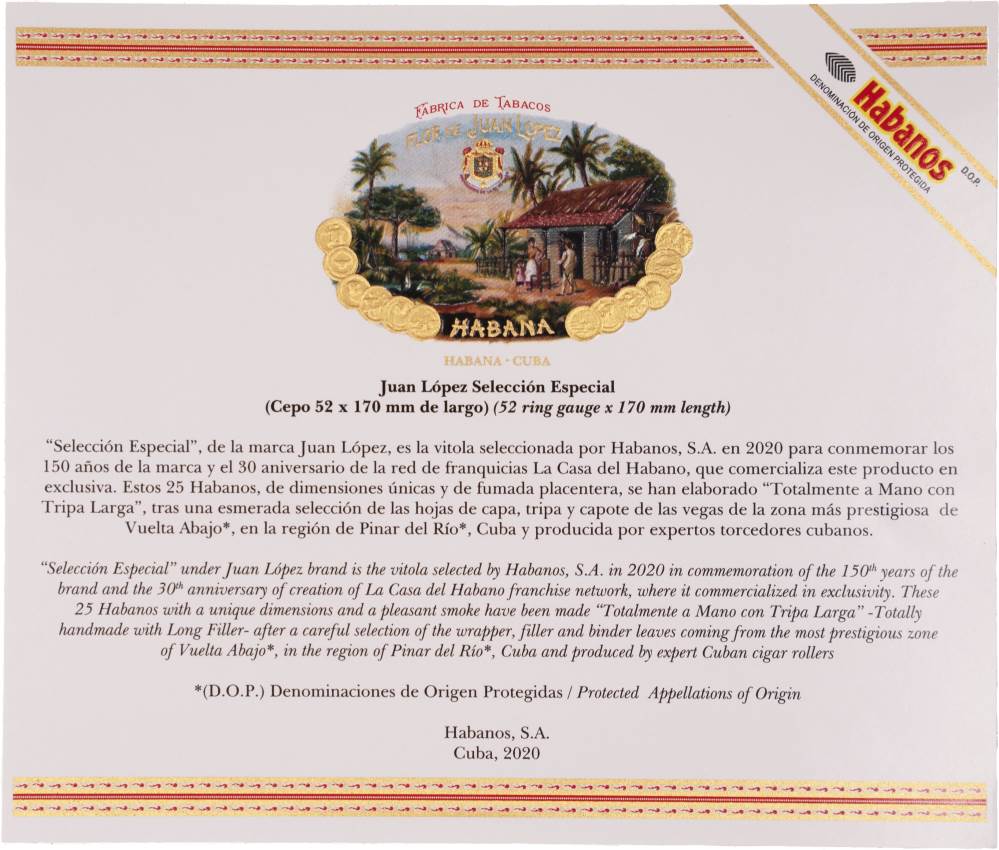 Habanos
DENOMINACIÓN DE ORIGEN PROTEGIDA
D.O.P.
FÁBRICA DE TABACOS
FLOR DE JUAN LOPEZ
HABANA
HABANA - CUBA
Juan López Selección Especial
(Cepo 52 x 170 mm de largo) (52 ring gauge x 170 mm length)
“Selección Especial”, de la marca Juan López, es la vitola seleccionada por Habanos, S.A. en 2020 para conmemorar los
150 años de la marca y el 30 aniversario de la red de franquicias La Casa del Habano, que comercializa este producto en
exclusiva. Estos 25 Habanos, de dimensiones únicas y de fumada placentera, se han elaborado “Totalmente a Mano con
Tripa Larga”, tras una esmerada selección de las hojas de capa, tripa y capote de las vegas de la zona más prestigiosa de
Vuelta Abajo*, en la región de Pinar del Río*, Cuba y producida por expertos torcedores cubanos.
“Selección Especial” under Juan López brand is the vitola selected by Habanos, S.A. in 2020 in commemoration of the 150th years of the
brand and the 30th anniversary of creation of La Casa del Habano franchise network, where it commercialized in exclusivity. These
25 Habanos with a unique dimensions and a pleasant smoke have been made “Totalmente a Mano con Tripa Larga” -Totally
handmade with Long Filler- after a careful selection of the wrapper, filler and binder leaves coming from the most prestigious zone
of Vuelta Abajo*, in the region of Pinar del Río*, Cuba and produced by expert Cuban cigar rollers
*(D.O.P.) Denominaciones de Origen Protegidas / Protected Appellations of Origin
Habanos, S.A.
Cuba, 2020